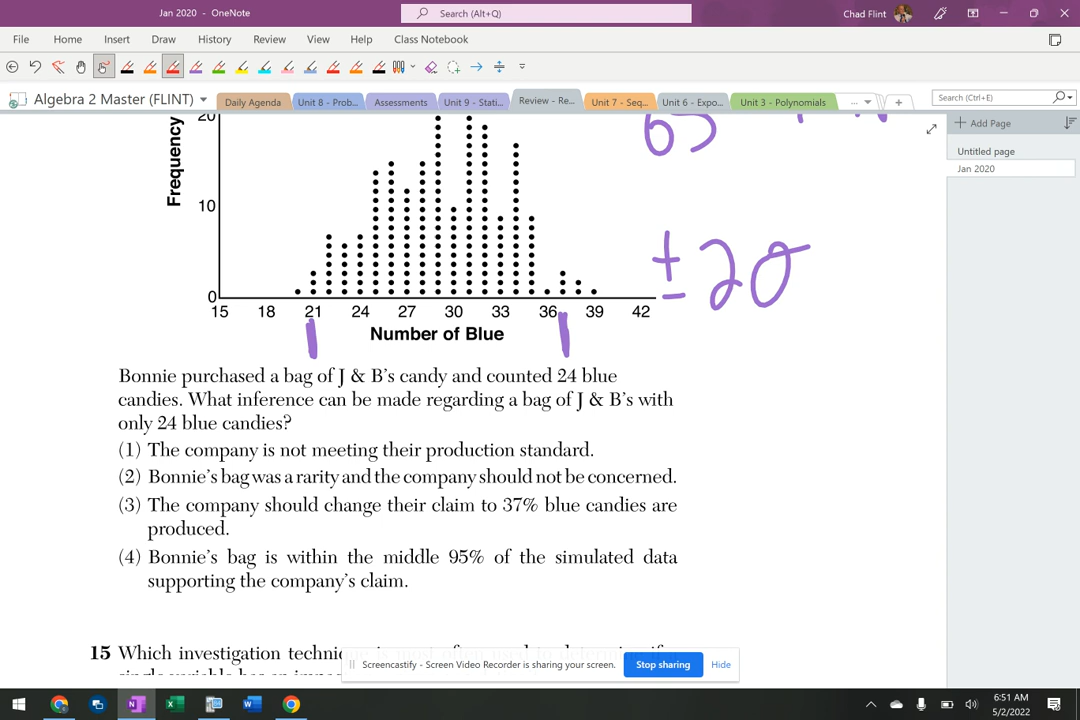 Jan 2020 - OneNote
Search (Alt+Q)
Chad Flint
File Home Insert Draw History Review View Help Class Notebook
Algebra 2 Master (FLINT)
Daily Agenda
Unit 8 - Prob...
Assessments
Unit 9 - Stati...
Review - Re...
Unit 7 - Seq...
Unit 6 - Expo...
Unit 3 - Polynomials
...
Search (Ctrl+E)
Add Page
Untitled page
Jan 2020
Frequency
20
10
0
15 18 21 24 27 30 33 36 39 42
Number of Blue
± 2σ
Bonnie purchased a bag of J & B's candy and counted 24 blue
candies. What inference can be made regarding a bag of J & B's with
only 24 blue candies?
(1) The company is not meeting their production standard.
(2) Bonnie's bag was a rarity and the company should not be concerned.
(3) The company should change their claim to 37% blue candies are
produced.
(4) Bonnie's bag is within the middle 95% of the simulated data
supporting the company's claim.
15 Which investigation
Screencastify - Screen Video Recorder is sharing your screen.
Stop sharing
Hide
6:51 AM
5/2/2022